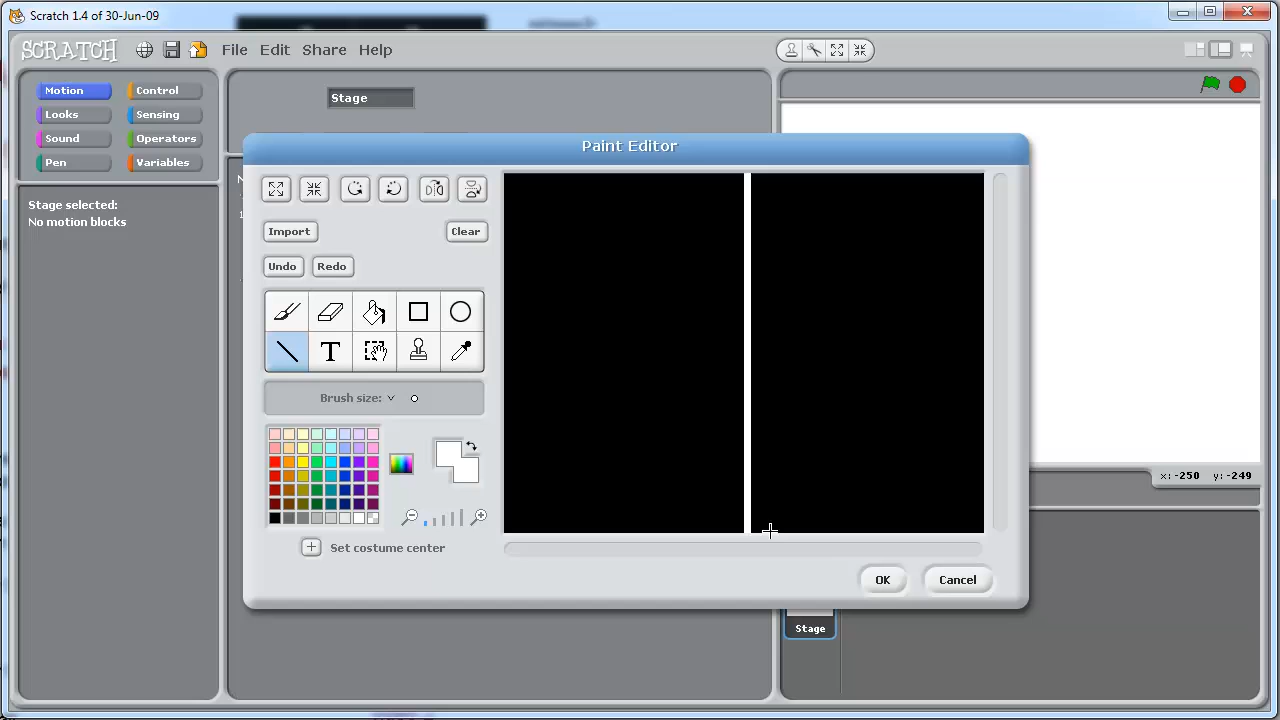 Scratch 1.4 of 30-Jun-09
SCRATCH File Edit Share Help
Motion Control
Looks Sensing
Sound Operators
Pen Variables
Stage
Stage selected:
No motion blocks
Paint Editor
Import Clear
Undo Redo
T
Brush size:
Set costume center
OK Cancel
x:-250 y:-249
Stage